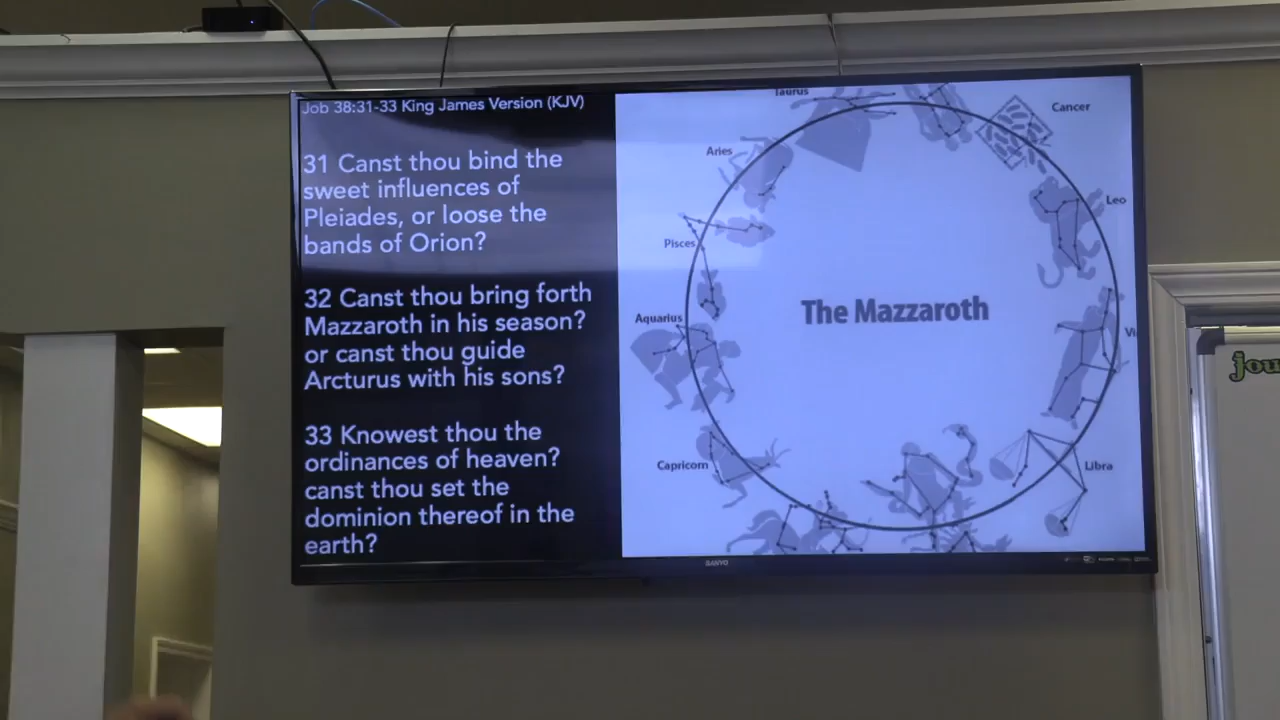 Job 38:31-33 King James Version (KJV)
31 Canst thou bind the
sweet influences of
Pleiades, or loose the
bands of Orion?
32 Canst thou bring forth
Mazzaroth in his season?
or canst thou guide
Arcturus with his sons?
33 Knowest thou the
ordinances of heaven?
canst thou set the
dominion thereof in the
earth?
Taurus
Cancer
Aries
Leo
Pisces
The Mazzaroth
Aquarius
Vi
Capricorn
Libra
SANYO
jou